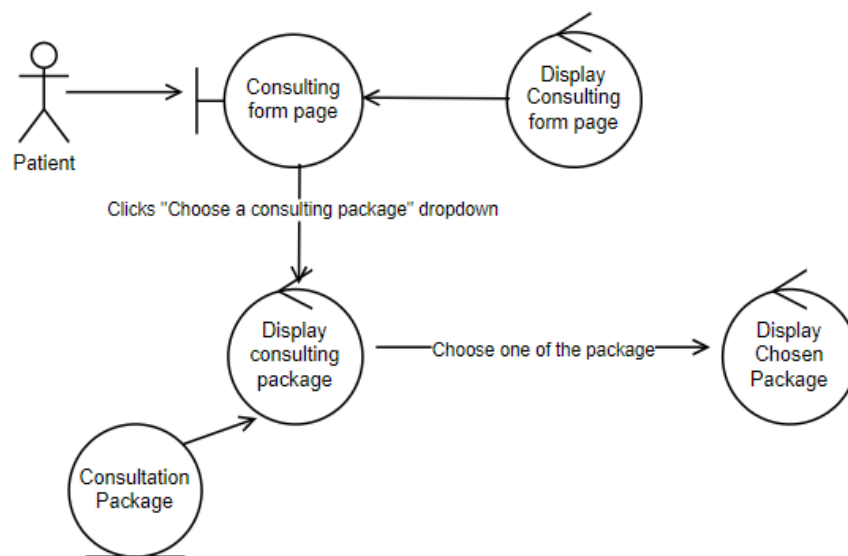 Patient
Consulting
form page
Display
Consulting
form page
Clicks "Choose a consulting package" dropdown
Display
consulting
package
Choose one of the package
Display
Chosen
Package
Consultation
Package